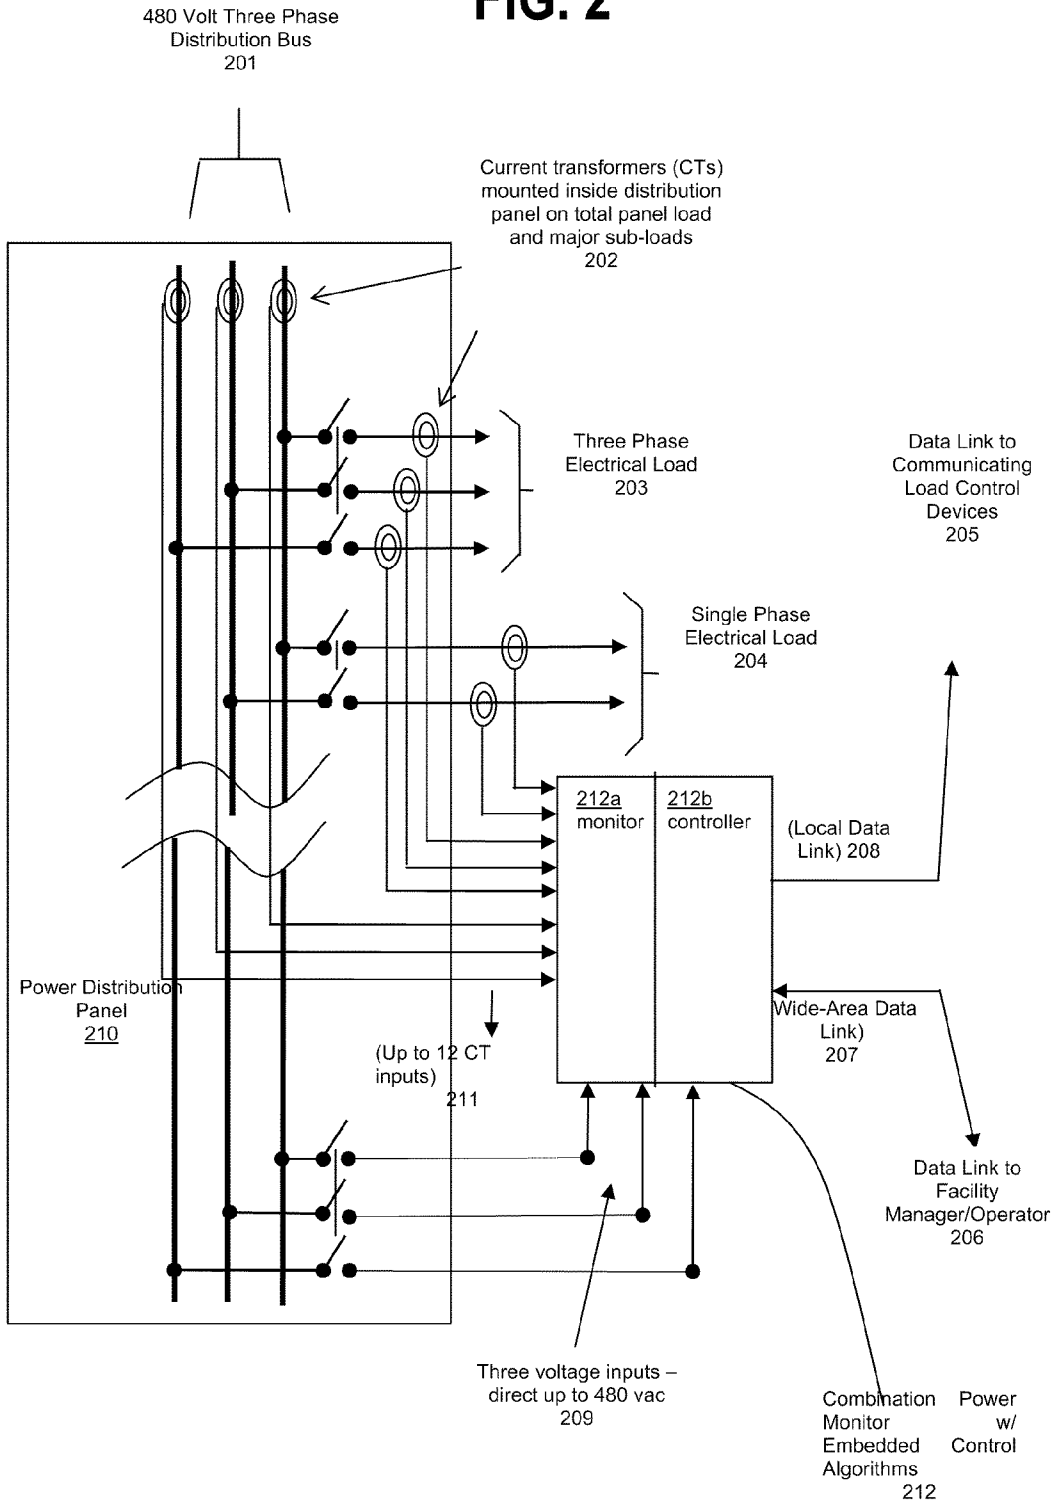 FIG. 2
480 Volt Three Phase
Distribution Bus
201
Current transformers (CTs)
mounted inside distribution
panel on total panel load
and major sub-loads
202
Three Phase
Electrical Load
203
Data Link to
Communicating
Load Control
Devices
205
Single Phase
Electrical Load
204
212a
monitor
212b
controller
(Local Data
Link) 208
Power Distribution
Panel
210
Wide-Area Data
Link)
207
(Up to 12 CT
inputs)
211
Data Link to
Facility
Manager/Operator
206
Three voltage inputs –
direct up to 480 vac
209
Combination Power
Monitor w/
Embedded Control
Algorithms
212